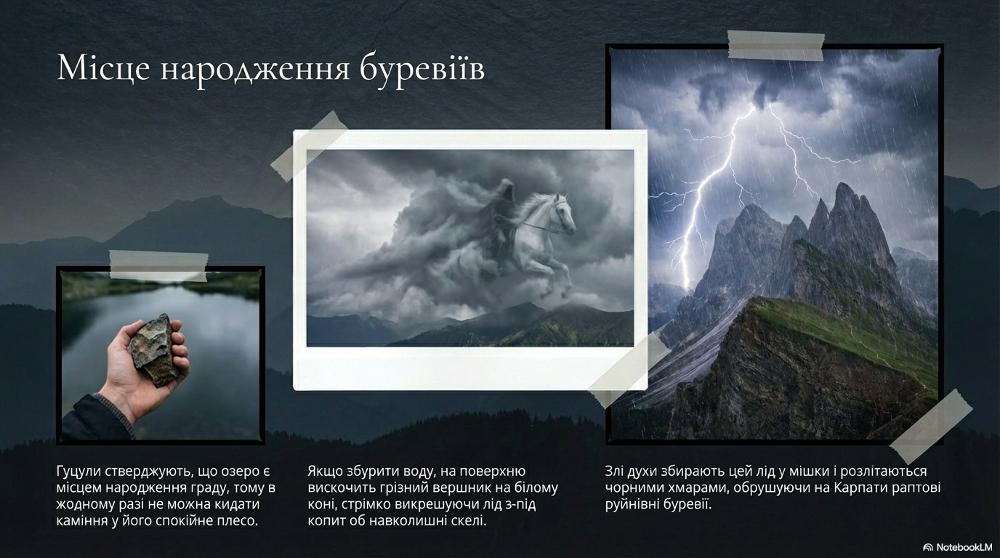 Місце народження буревіїв
Гуцули стверджують, що озеро є
місцем народження граду, тому в
жодному разі не можна кидати
каміння у його спокійне плесо.
Якщо збурити воду, на поверхню
вискочить грізний вершник на білому
коні, стрімко викрешуючи лід з-під
копит об навколишні скелі.
Злі духи збирають цей лід у мішки і розлітаються
чорними хмарами, обрушуючи на Карпати раптові
руйнівні буревії.
NotebookLM